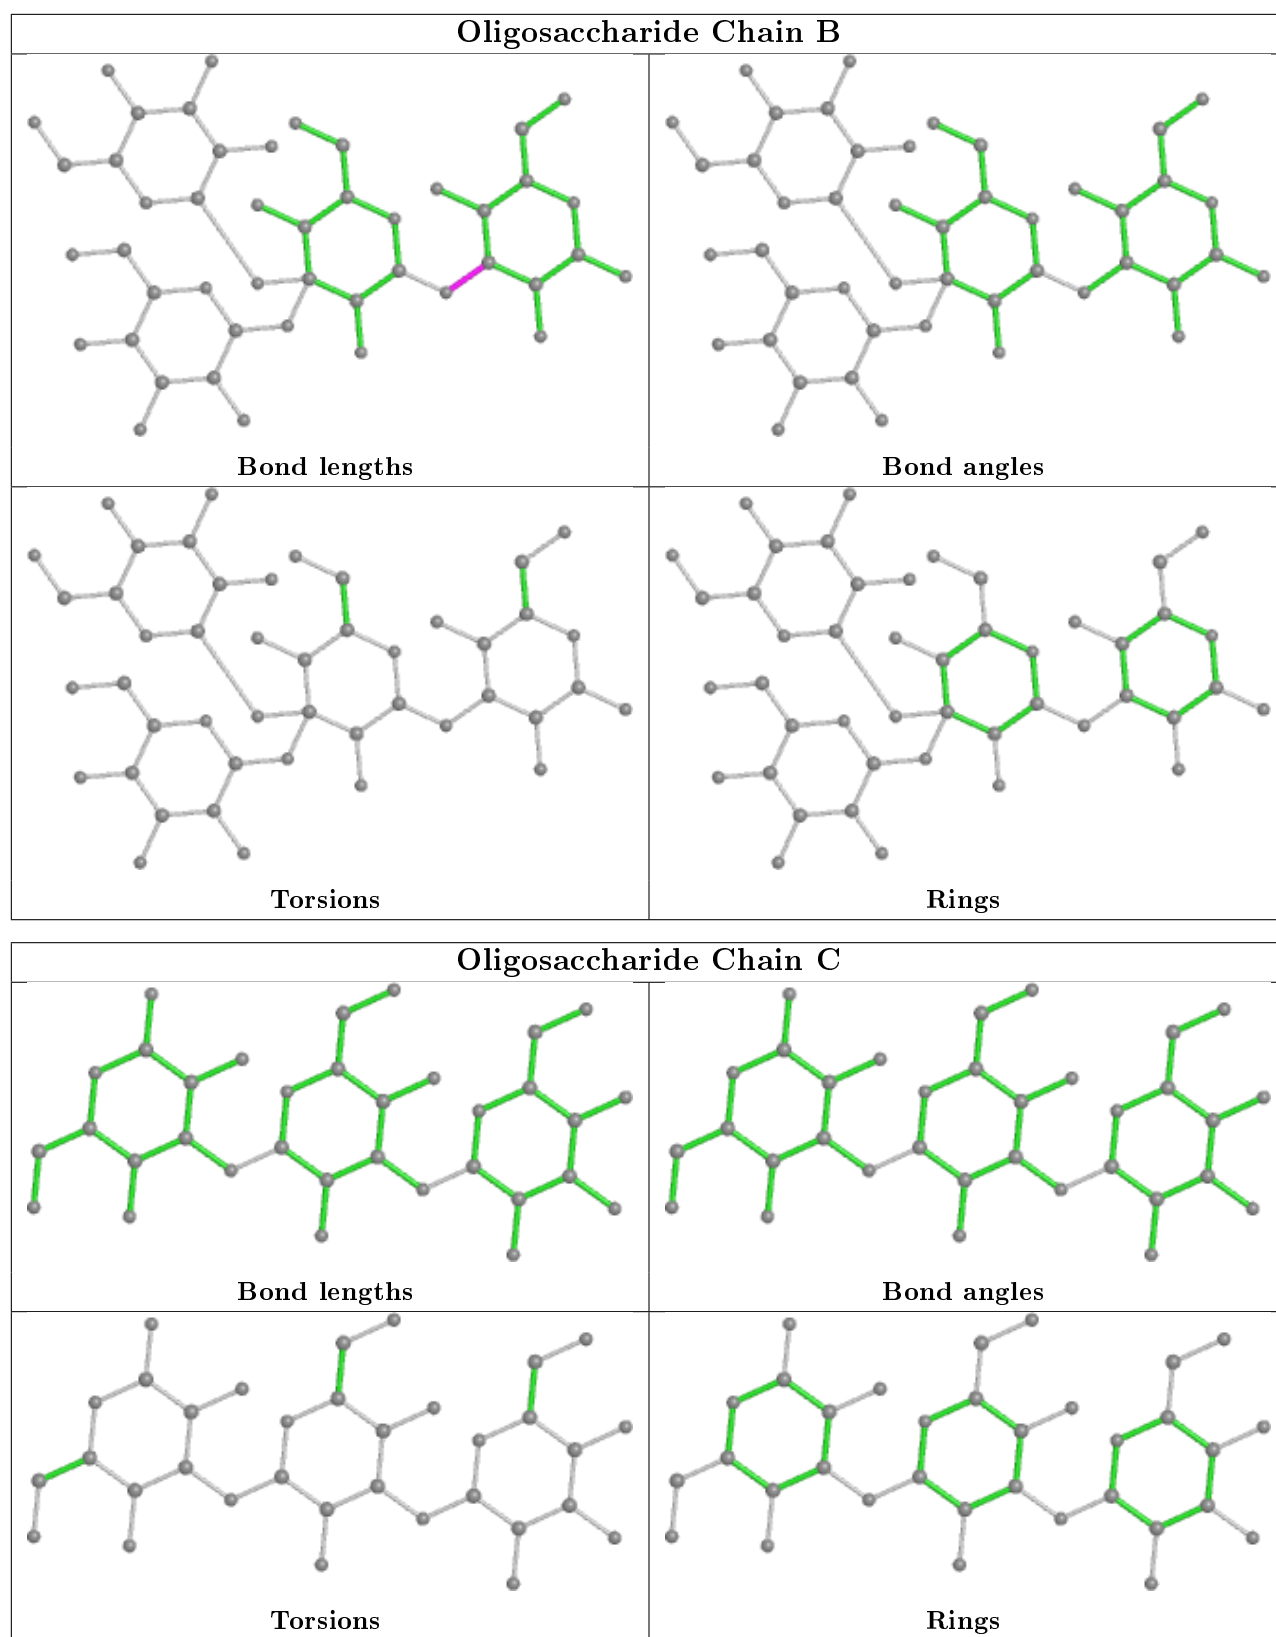 Oligosaccharide Chain B
Bond lengths
Bond angles
Torsions
Rings
Oligosaccharide Chain C
Bond lengths
Bond angles
Torsions
Rings